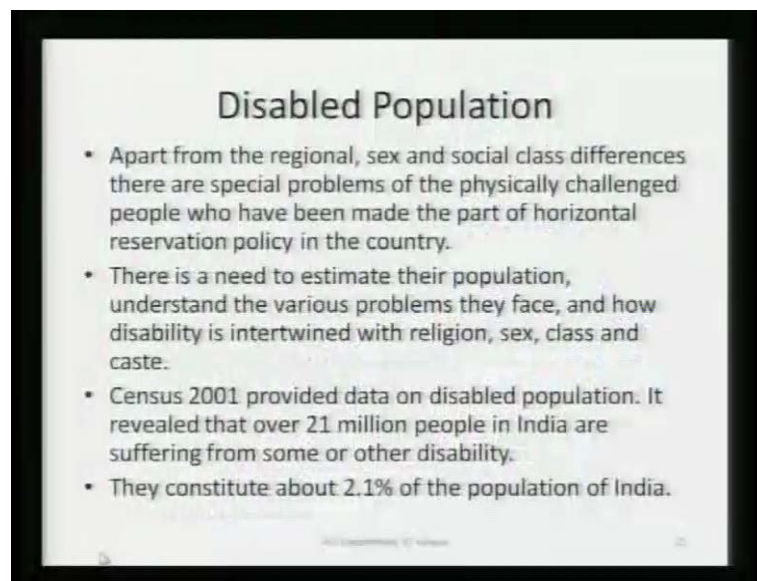 Disabled Population
• Apart from the regional, sex and social class differences
there are special problems of the physically challenged
people who have been made the part of horizontal
reservation policy in the country.
• There is a need to estimate their population,
understand the various problems they face, and how
disability is intertwined with religion, sex, class and
caste.
• Census 2001 provided data on disabled population. It
revealed that over 21 million people in India are
suffering from some or other disability.
• They constitute about 2.1% of the population of India.